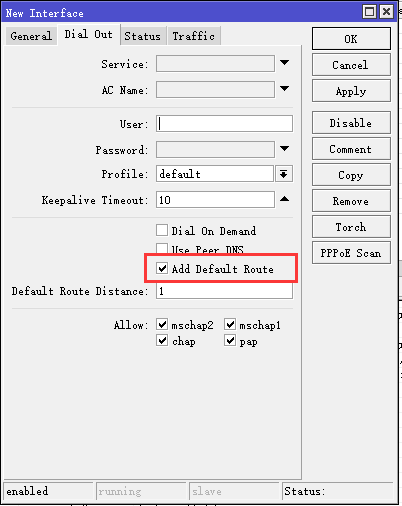 New Interface
General Dial Out Status Traffic
Service:
AC Name:
User:
Password:
Profile: default
Keepalive Timeout: 10
Dial On Demand
Use Peer DNS
Add Default Route
Default Route Distance: 1
Allow: mschap2 mschap1
chap pap
OK
Cancel
Apply
Disable
Comment
Copy
Remove
Torch
PPPoE Scan
enabled running slave Status: